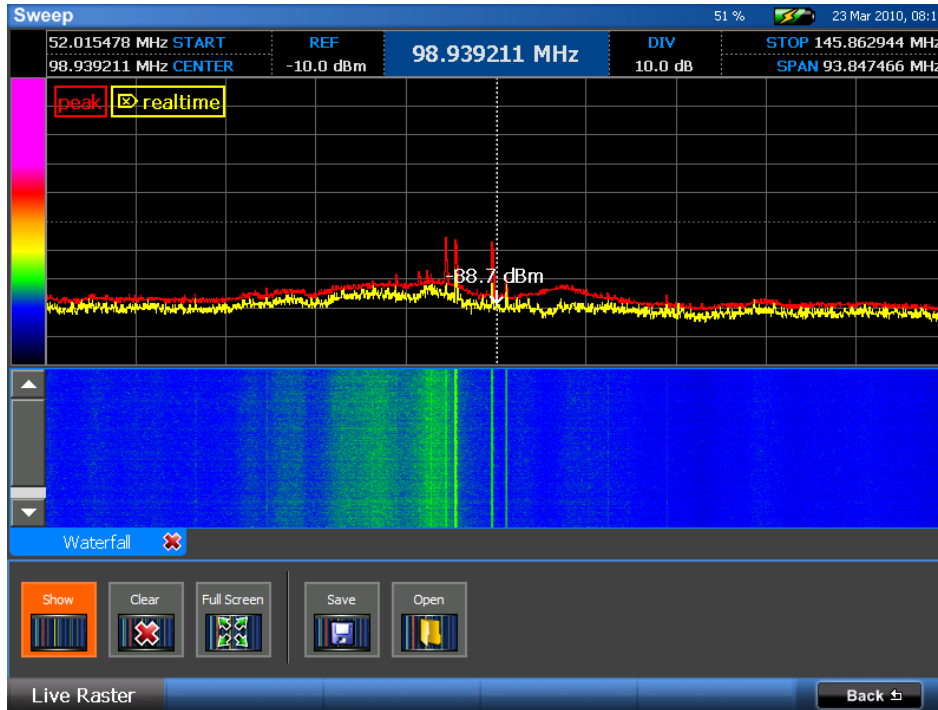 Sweep 51 % 23 Mar 2010, 08:1
52.015478 MHz START REF 98.939211 MHz DIV STOP 145.862944 MHz
98.939211 MHz CENTER -10.0 dBm 10.0 dB SPAN 93.847466 MHz
peak realtime
-88.7 dBm
Waterfall
Show Clear Full Screen Save Open
Live Raster Back